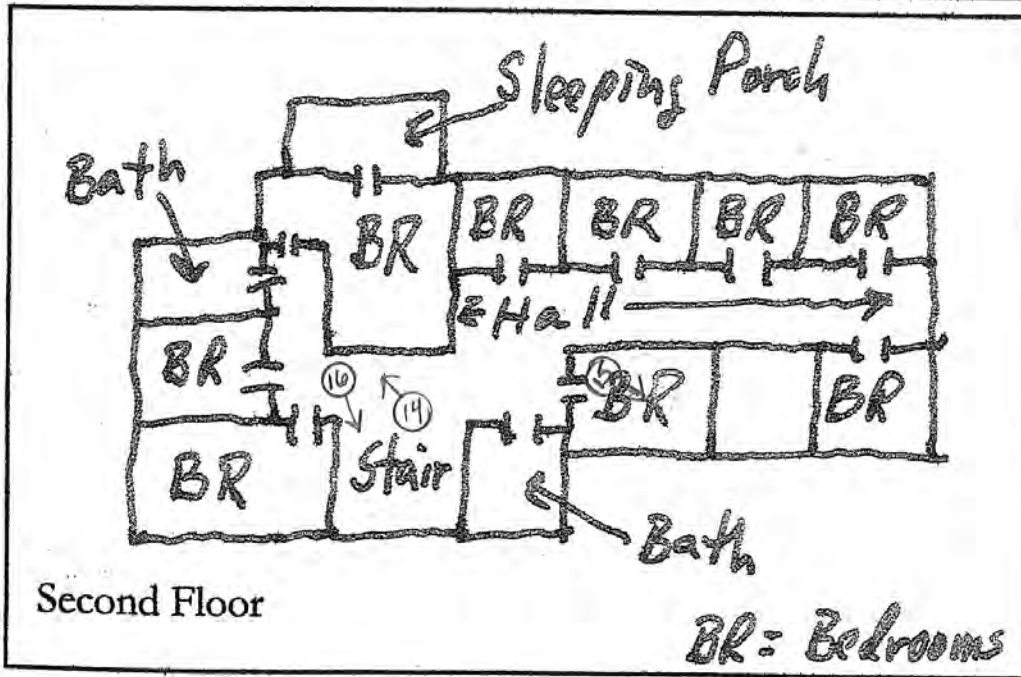 Sleeping Porch
Bath
BR
BR BR BR BR
Hall
BR
16
14
15
BR
BR
BR
Stair
Bath
Second Floor
BR = Bedrooms